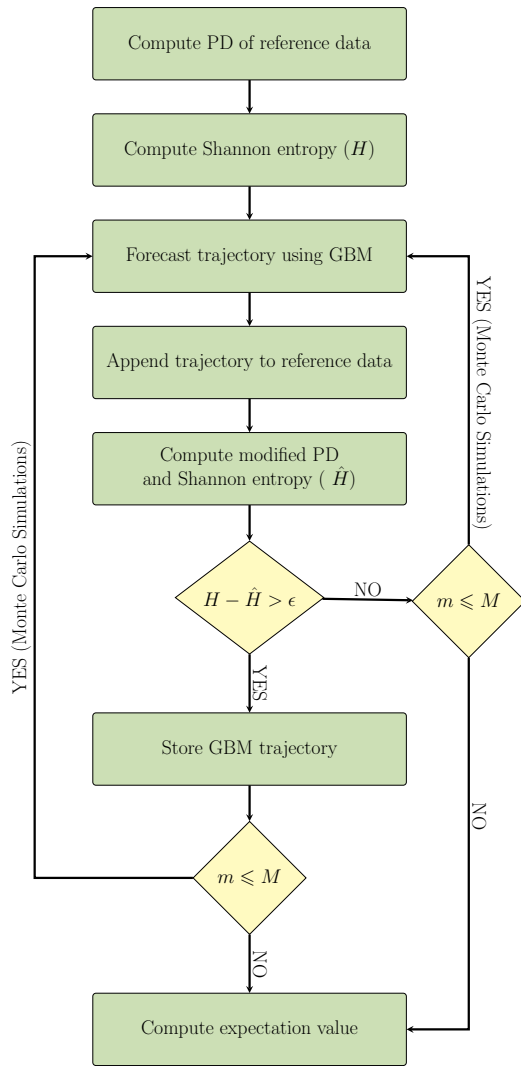 Compute PD of reference data
Compute Shannon entropy (H)
Forecast trajectory using GBM
Append trajectory to reference data
Compute modified PD
and Shannon entropy ( Ĥ)
H − Ĥ > ϵ
NO
m ⩽ M
YES (Monte Carlo Simulations)
YES (Monte Carlo Simulations)
YES
Store GBM trajectory
NO
m ⩽ M
NO
Compute expectation value